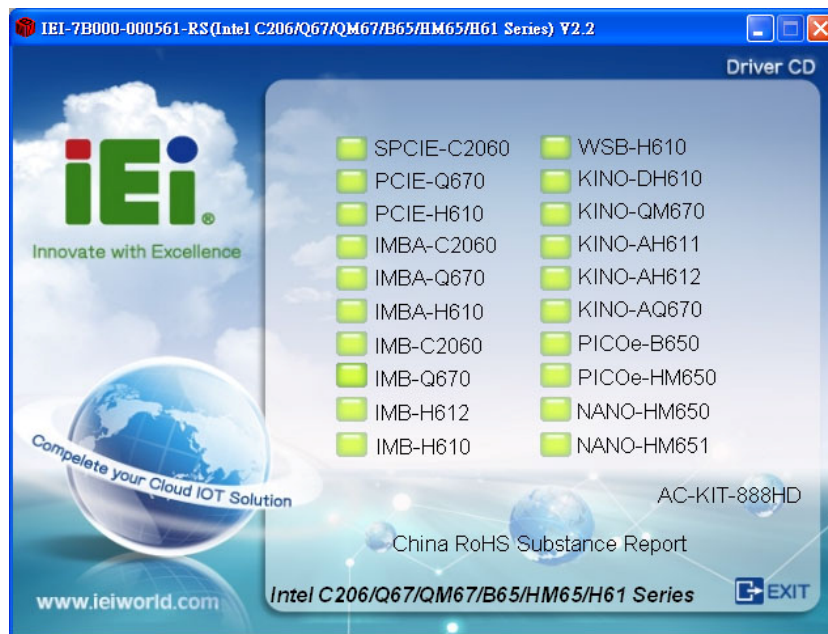 IEI-7B000-000561-RS(Intel C206/Q67/QM67/B65/HM65/H61 Series) V2.2
Driver CD
iEi®
Innovate with Excellence
SPCIE-C2060
PCIE-Q670
PCIE-H610
IMBA-C2060
IMBA-Q670
IMBA-H610
IMB-C2060
IMB-Q670
IMB-H612
IMB-H610
WSB-H610
KINO-DH610
KINO-QM670
KINO-AH611
KINO-AH612
KINO-AQ670
PICOe-B650
PICOe-HM650
NANO-HM650
NANO-HM651
Compelete your Cloud IOT Solution
AC-KIT-888HD
China RoHS Substance Report
www.ieiworld.com
Intel C206/Q67/QM67/B65/HM65/H61 Series
EXIT